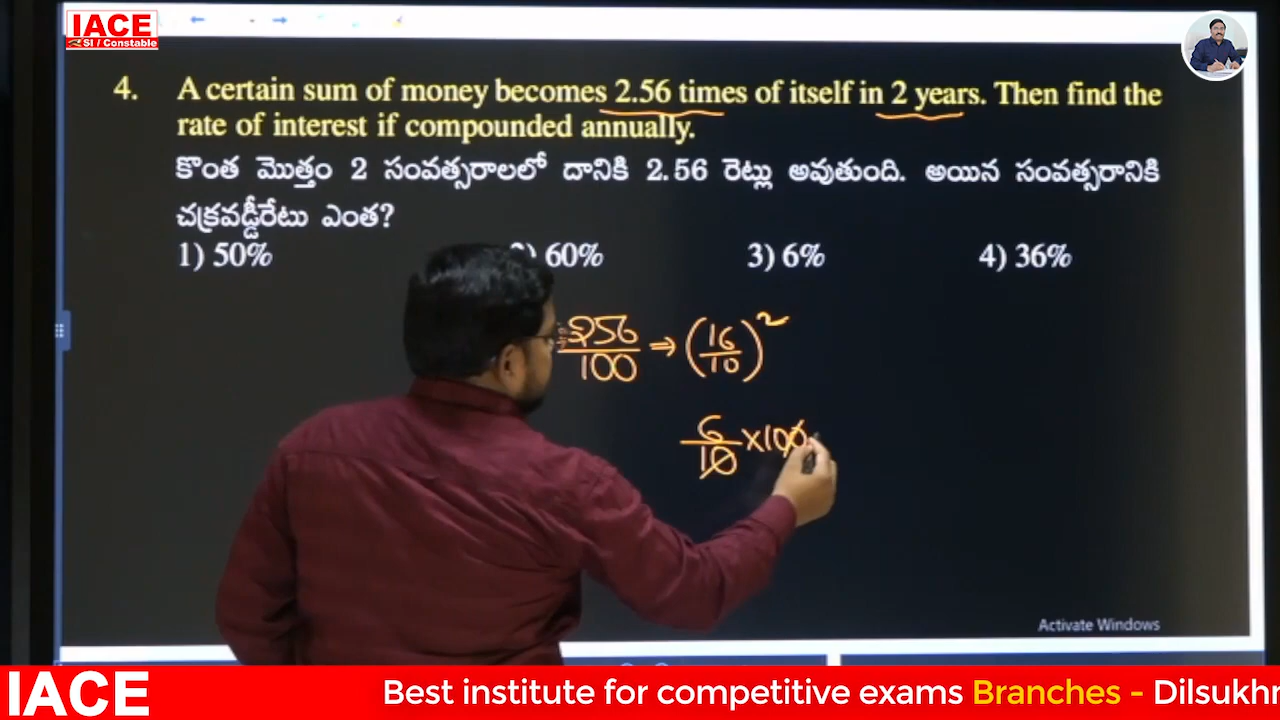 IACE
SI / Constable
4. A certain sum of money becomes 2.56 times of itself in 2 years. Then find the
rate of interest if compounded annually.
కొంత మొత్తం 2 సంవత్సరాలలో దానికి 2.56 రెట్లు అవుతుంది. అయిన సంవత్సరానికి
చక్రవడ్డీరేటు ఎంత?
1) 50% 2) 60% 3) 6% 4) 36%
256/100 ⇒ (16/10)²
6/10 ×100
Activate Windows
IACE Best institute for competitive exams Branches - Dilsukhn